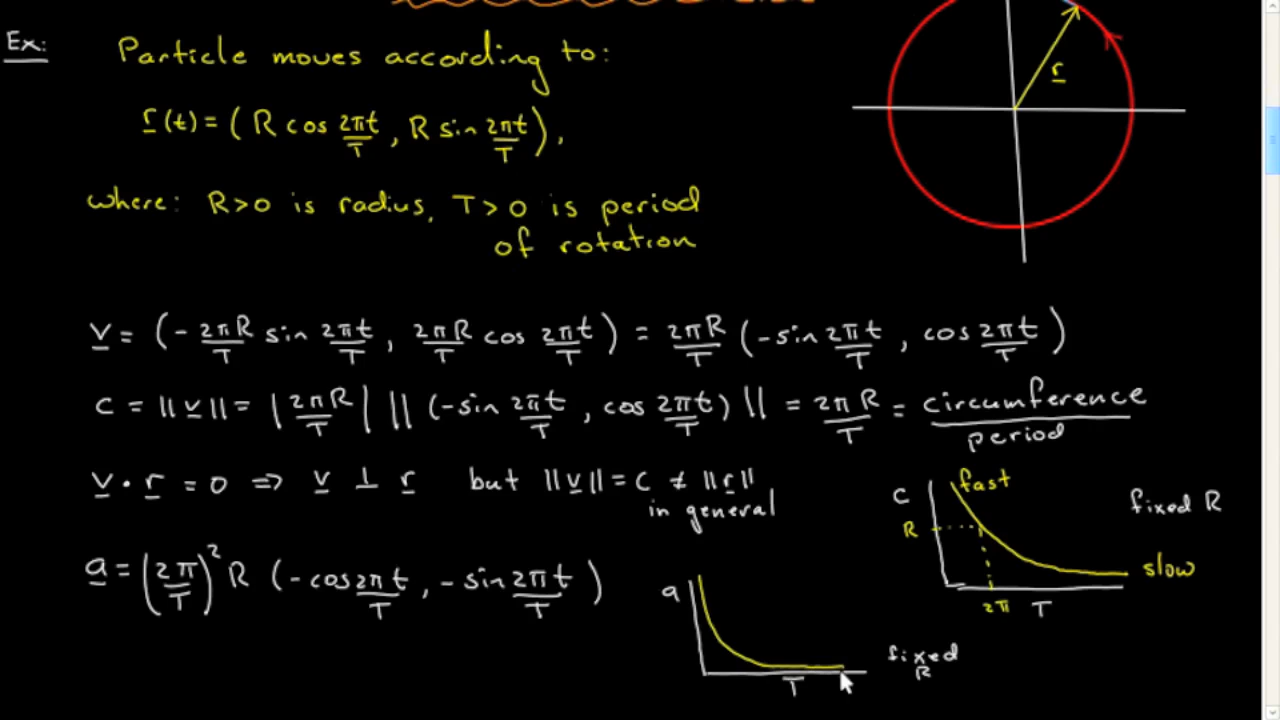 Ex:
Particle moves according to:
r(t) = ( R cos 2πt/T , R sin 2πt/T ),
r
where: R>0 is radius, T>0 is period
of rotation
v = ( - 2πR/T sin 2πt/T , 2πR/T cos 2πt/T ) = 2πR/T ( -sin 2πt/T , cos 2πt/T )
c = ||v|| = | 2πR/T | || (-sin 2πt/T , cos 2πt/T) || = 2πR/T = circumference/period
v · r = 0 ⇒ v ⊥ r but ||v|| = c ≠ ||r||
in general
c
fast
fixed R
R
slow
2π
T
a = (2π/T)² R ( -cos 2πt/T , -sin 2πt/T )
a
T
fixed
R